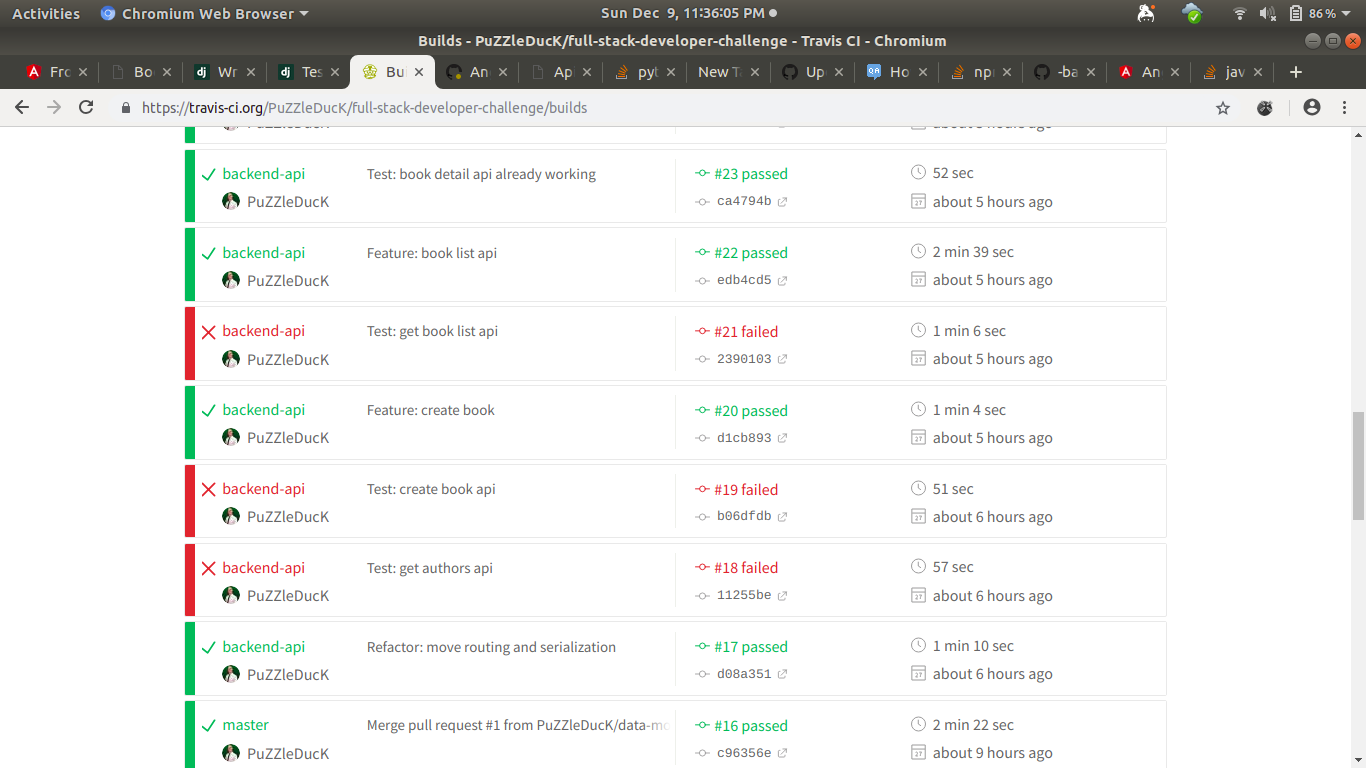 Activities Chromium Web Browser Sun Dec 9, 11:36:05 PM 86%
Builds - PuZZleDucK/full-stack-developer-challenge - Travis CI - Chromium
Fro Bo Wr Tes Bui An Ap pyt New Ta Up Ho npm -ba An jav
https://travis-ci.org/PuZZleDucK/full-stack-developer-challenge/builds
backend-api Test: book detail api already working #23 passed 52 sec
PuZZleDucK ca4794b about 5 hours ago
backend-api Feature: book list api #22 passed 2 min 39 sec
PuZZleDucK edb4cd5 about 5 hours ago
backend-api Test: get book list api #21 failed 1 min 6 sec
PuZZleDucK 2390103 about 5 hours ago
backend-api Feature: create book #20 passed 1 min 4 sec
PuZZleDucK d1cb893 about 5 hours ago
backend-api Test: create book api #19 failed 51 sec
PuZZleDucK b06dfdb about 6 hours ago
backend-api Test: get authors api #18 failed 57 sec
PuZZleDucK 11255be about 6 hours ago
backend-api Refactor: move routing and serialization #17 passed 1 min 10 sec
PuZZleDucK d08a351 about 6 hours ago
master Merge pull request #1 from PuZZleDucK/data-mo #16 passed 2 min 22 sec
PuZZleDucK c96356e about 9 hours ago